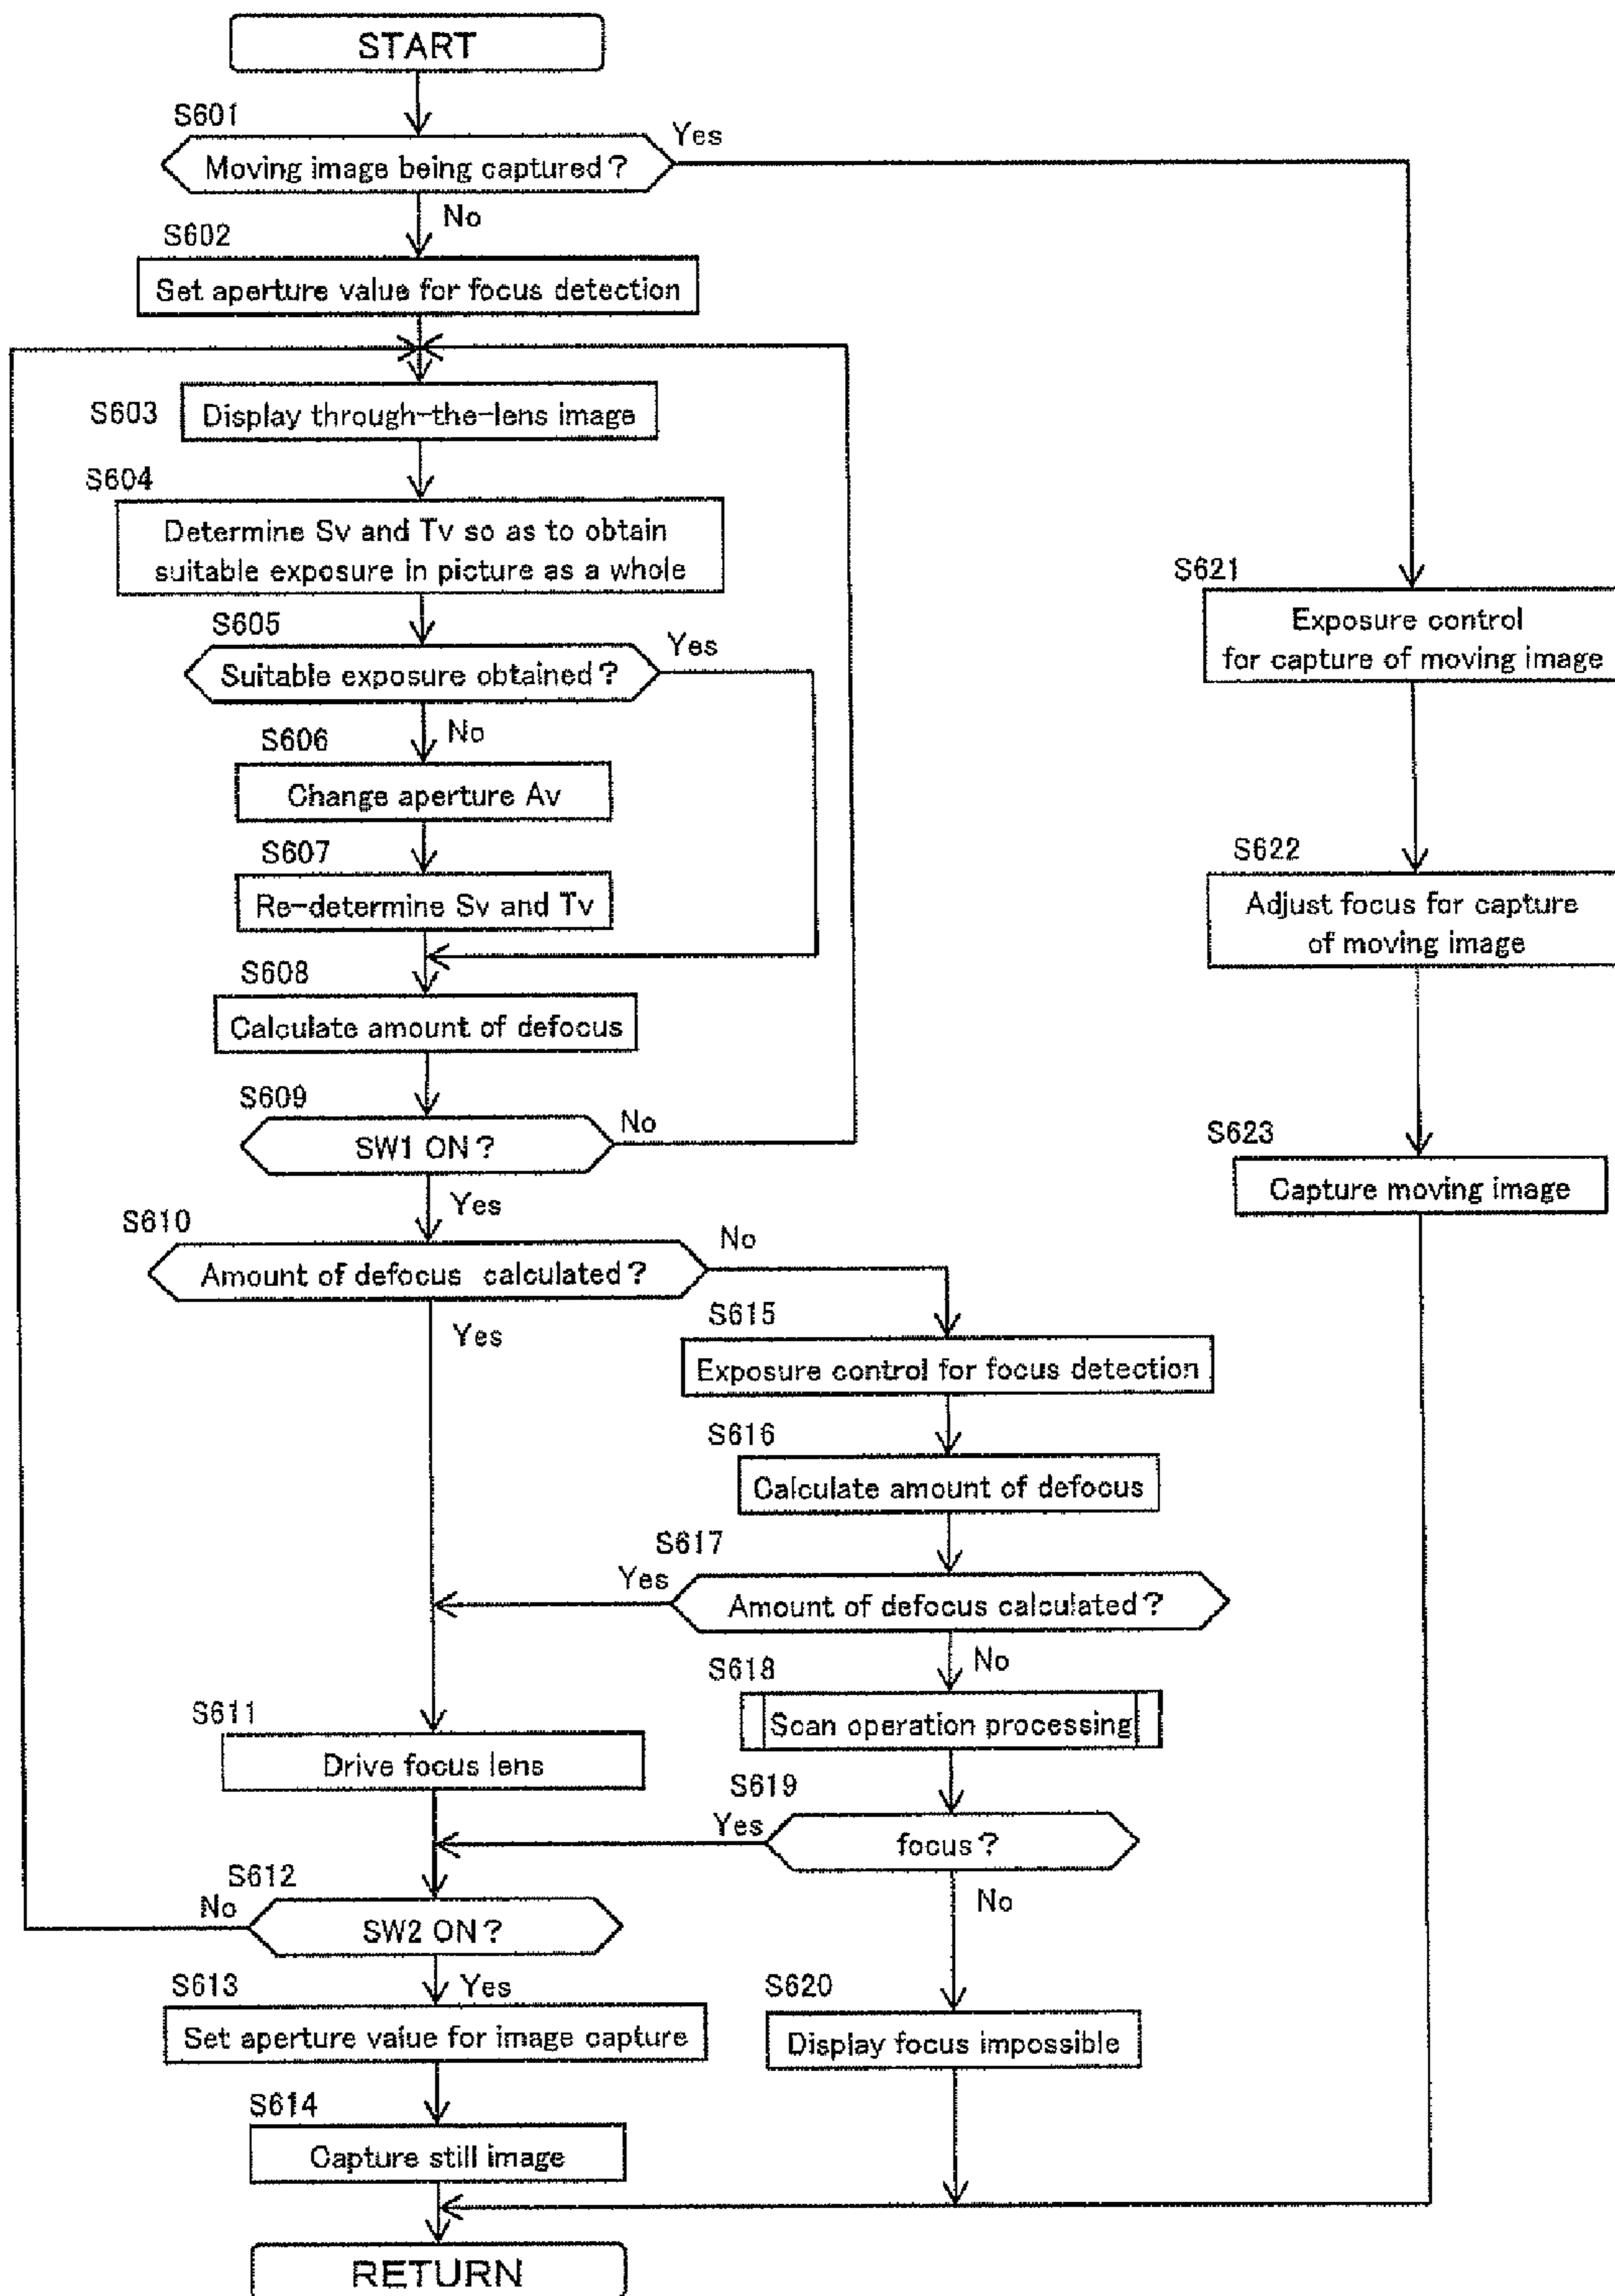 START
S601
Moving image being captured?
Yes
No
S602
Set aperture value for focus detection
S603
Display through-the-lens image
S604
Determine Sv and Tv so as to obtain
suitable exposure in picture as a whole
S605
Suitable exposure obtained?
Yes
No
S606
Change aperture Av
S607
Re-determine Sv and Tv
S608
Calculate amount of defocus
S609
SW1 ON?
No
Yes
S610
Amount of defocus calculated?
No
Yes
S615
Exposure control for focus detection
S616
Calculate amount of defocus
S617
Yes
Amount of defocus calculated?
No
S618
Scan operation processing
S611
Drive focus lens
S619
Yes
focus?
No
S612
No
SW2 ON?
Yes
S613
Set aperture value for image capture
S620
Display focus impossible
S614
Capture still image
S621
Exposure control
for capture of moving image
S622
Adjust focus for capture
of moving image
S623
Capture moving image
RETURN